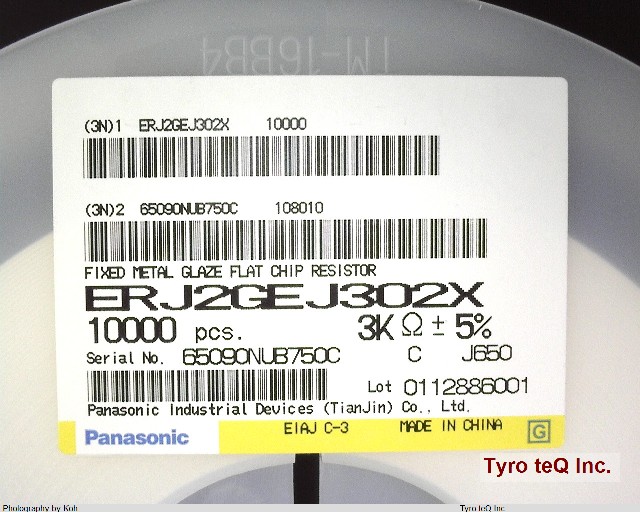 TM-16BB4
(3N)1 ERJ2GEJ302X 10000
(3N)2 65090NUB750C 108010
FIXED METAL GLAZE FLAT CHIP RESISTOR
ERJ2GEJ302X
10000 pcs. 3K Ω ± 5%
Serial No. 65090NUB750C C J650
Lot 0112886001
Panasonic Industrial Devices (TianJin) Co., Ltd.
Panasonic EIAJ C-3 MADE IN CHINA G
Tyro teQ Inc.
Photography by Koh Tyro teQ Inc